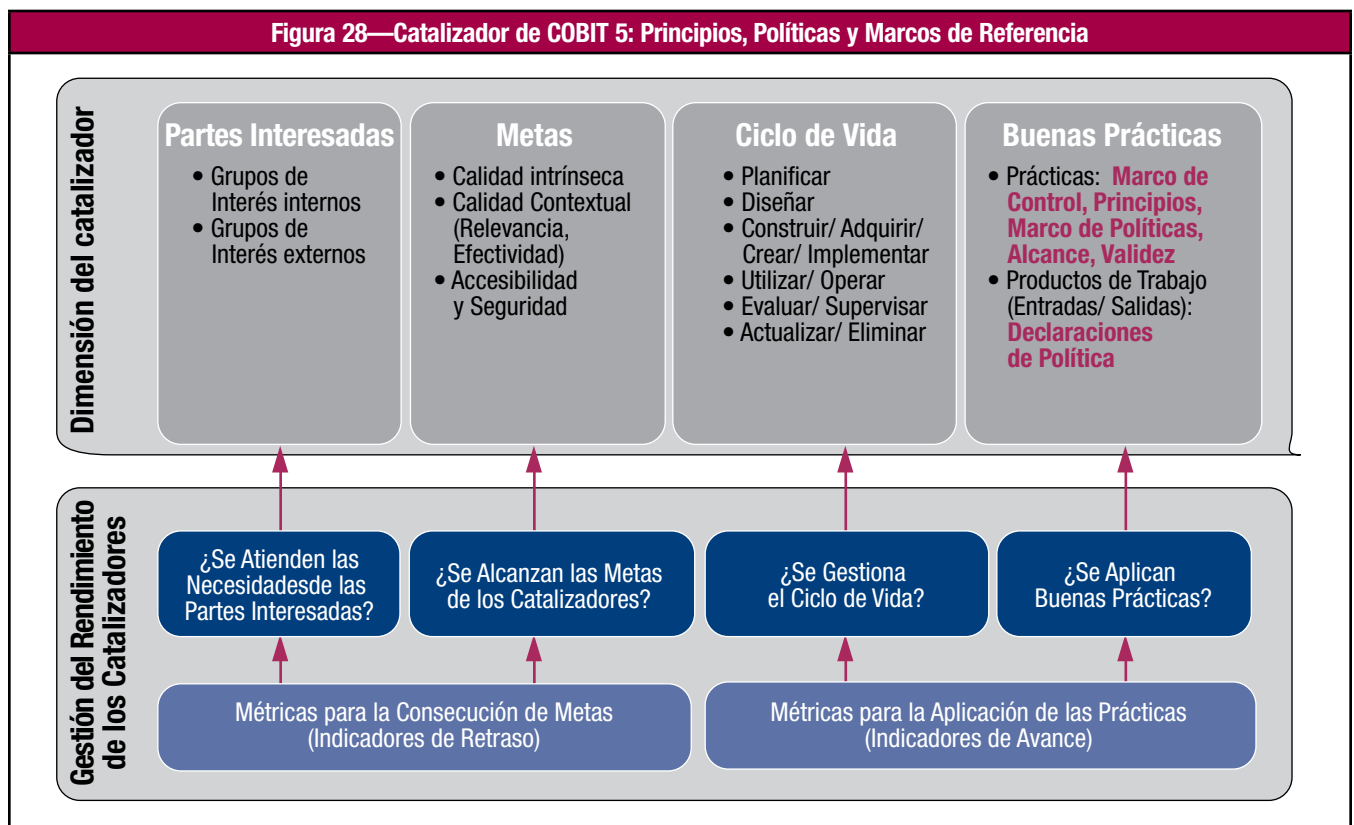 Figura 28—Catalizador de COBIT 5: Principios, Políticas y Marcos de Referencia
Dimensión del catalizador
Partes Interesadas
• Grupos de
Interés internos
• Grupos de
Interés externos
Metas
• Calidad intrínseca
• Calidad Contextual
(Relevancia,
Efectividad)
• Accesibilidad
y Seguridad
Ciclo de Vida
• Planificar
• Diseñar
• Construir/ Adquirir/
Crear/ Implementar
• Utilizar/ Operar
• Evaluar/ Supervisar
• Actualizar/ Eliminar
Buenas Prácticas
• Prácticas: Marco de
Control, Principios,
Marco de Políticas,
Alcance, Validez
• Productos de Trabajo
(Entradas/ Salidas):
Declaraciones
de Política
Gestión del Rendimiento
de los Catalizadores
¿Se Atienden las
Necesidadesde las
Partes Interesadas?
¿Se Alcanzan las Metas
de los Catalizadores?
¿Se Gestiona
el Ciclo de Vida?
¿Se Aplican
Buenas Prácticas?
Métricas para la Consecución de Metas
(Indicadores de Retraso)
Métricas para la Aplicación de las Prácticas
(Indicadores de Avance)